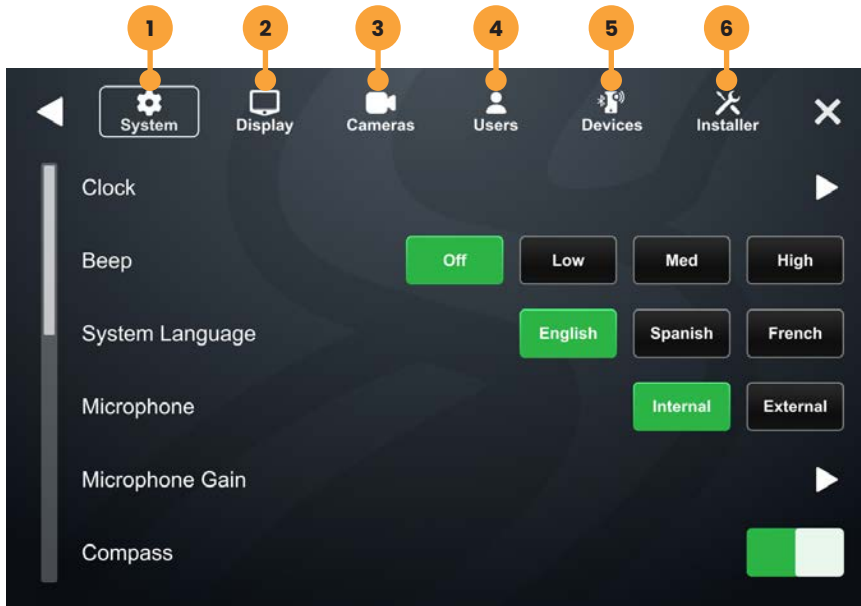 1 2 3 4 5 6
System Display Cameras Users Devices Installer
Clock
Beep Off Low Med High
System Language English Spanish French
Microphone Internal External
Microphone Gain
Compass